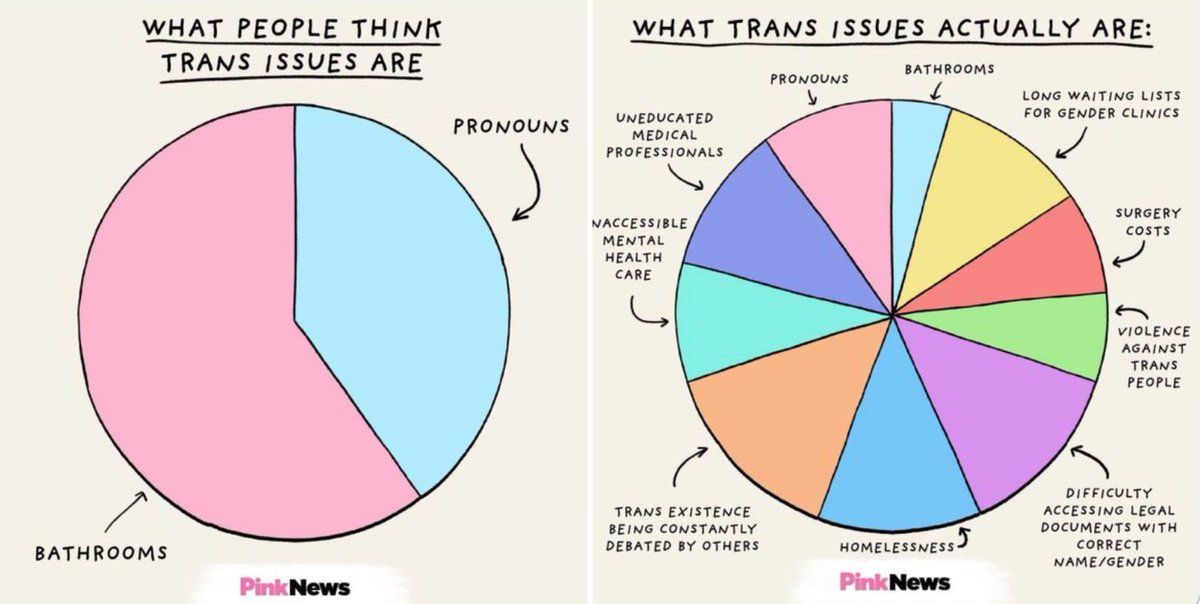 WHAT PEOPLE THINK
TRANS ISSUES ARE
PRONOUNS
BATHROOMS
PinkNews
WHAT TRANS ISSUES ACTUALLY ARE:
PRONOUNS
BATHROOMS
LONG WAITING LISTS
FOR GENDER CLINICS
SURGERY
COSTS
VIOLENCE
AGAINST
TRANS
PEOPLE
DIFFICULTY
ACCESSING LEGAL
DOCUMENTS WITH
CORRECT
NAME/GENDER
HOMELESSNESS
TRANS EXISTENCE
BEING CONSTANTLY
DEBATED BY OTHERS
NACCESSIBLE
MENTAL
HEALTH
CARE
UNEDUCATED
MEDICAL
PROFESSIONALS
PinkNews